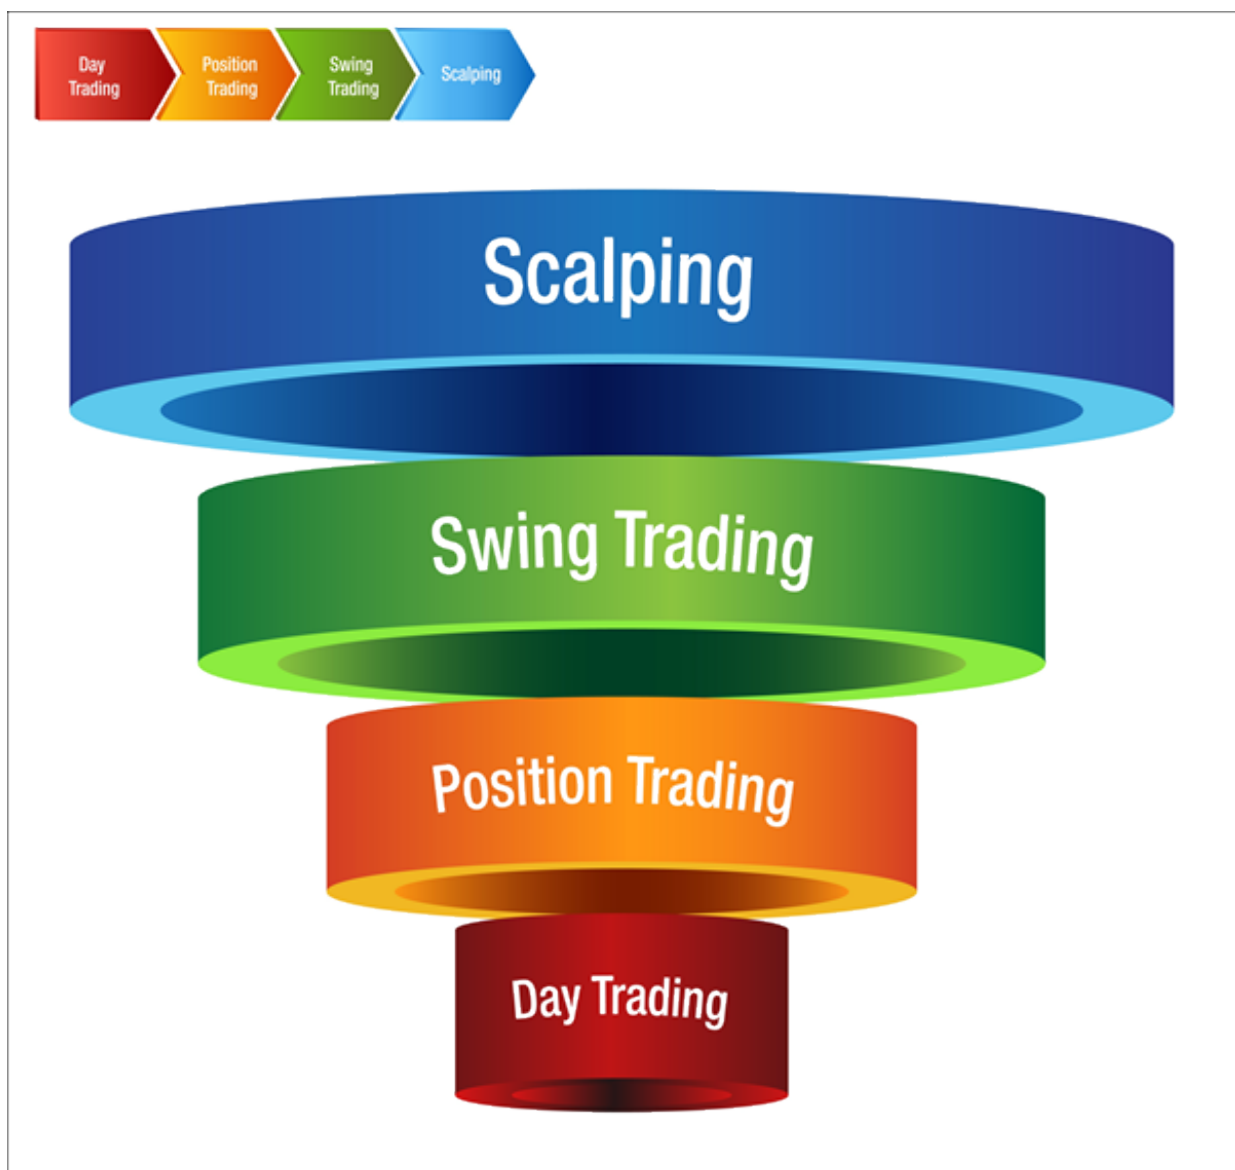 Day
Trading
Position
Trading
Swing
Trading
Scalping
Scalping
Swing Trading
Position Trading
Day Trading